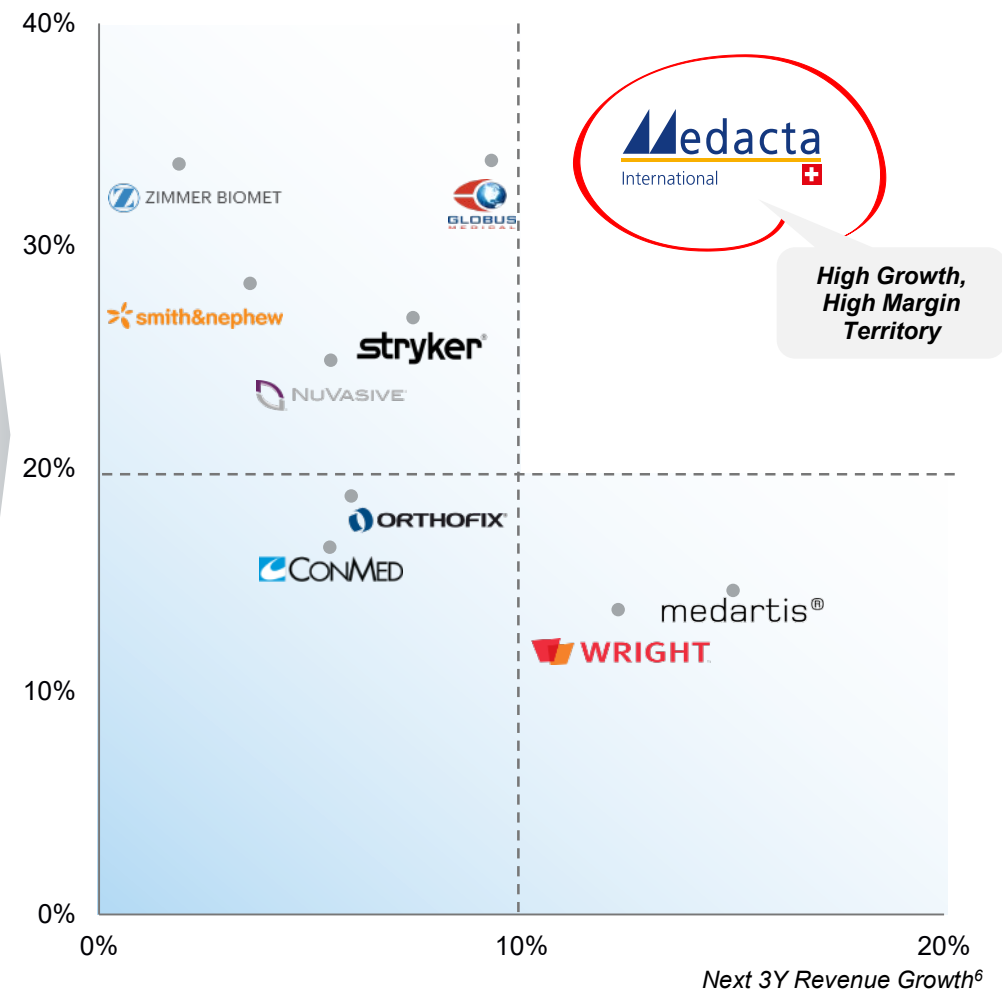 40%
Medacta
International
ZIMMER BIOMET
GLOBUS
MEDICAL
30%
High Growth,
High Margin
Territory
smith&nephew
stryker®
NUVASIVE
20%
ORTHOFIX®
CONMED
medartis®
WRIGHT™
10%
0%
0%
10%
20%
Next 3Y Revenue Growth⁶